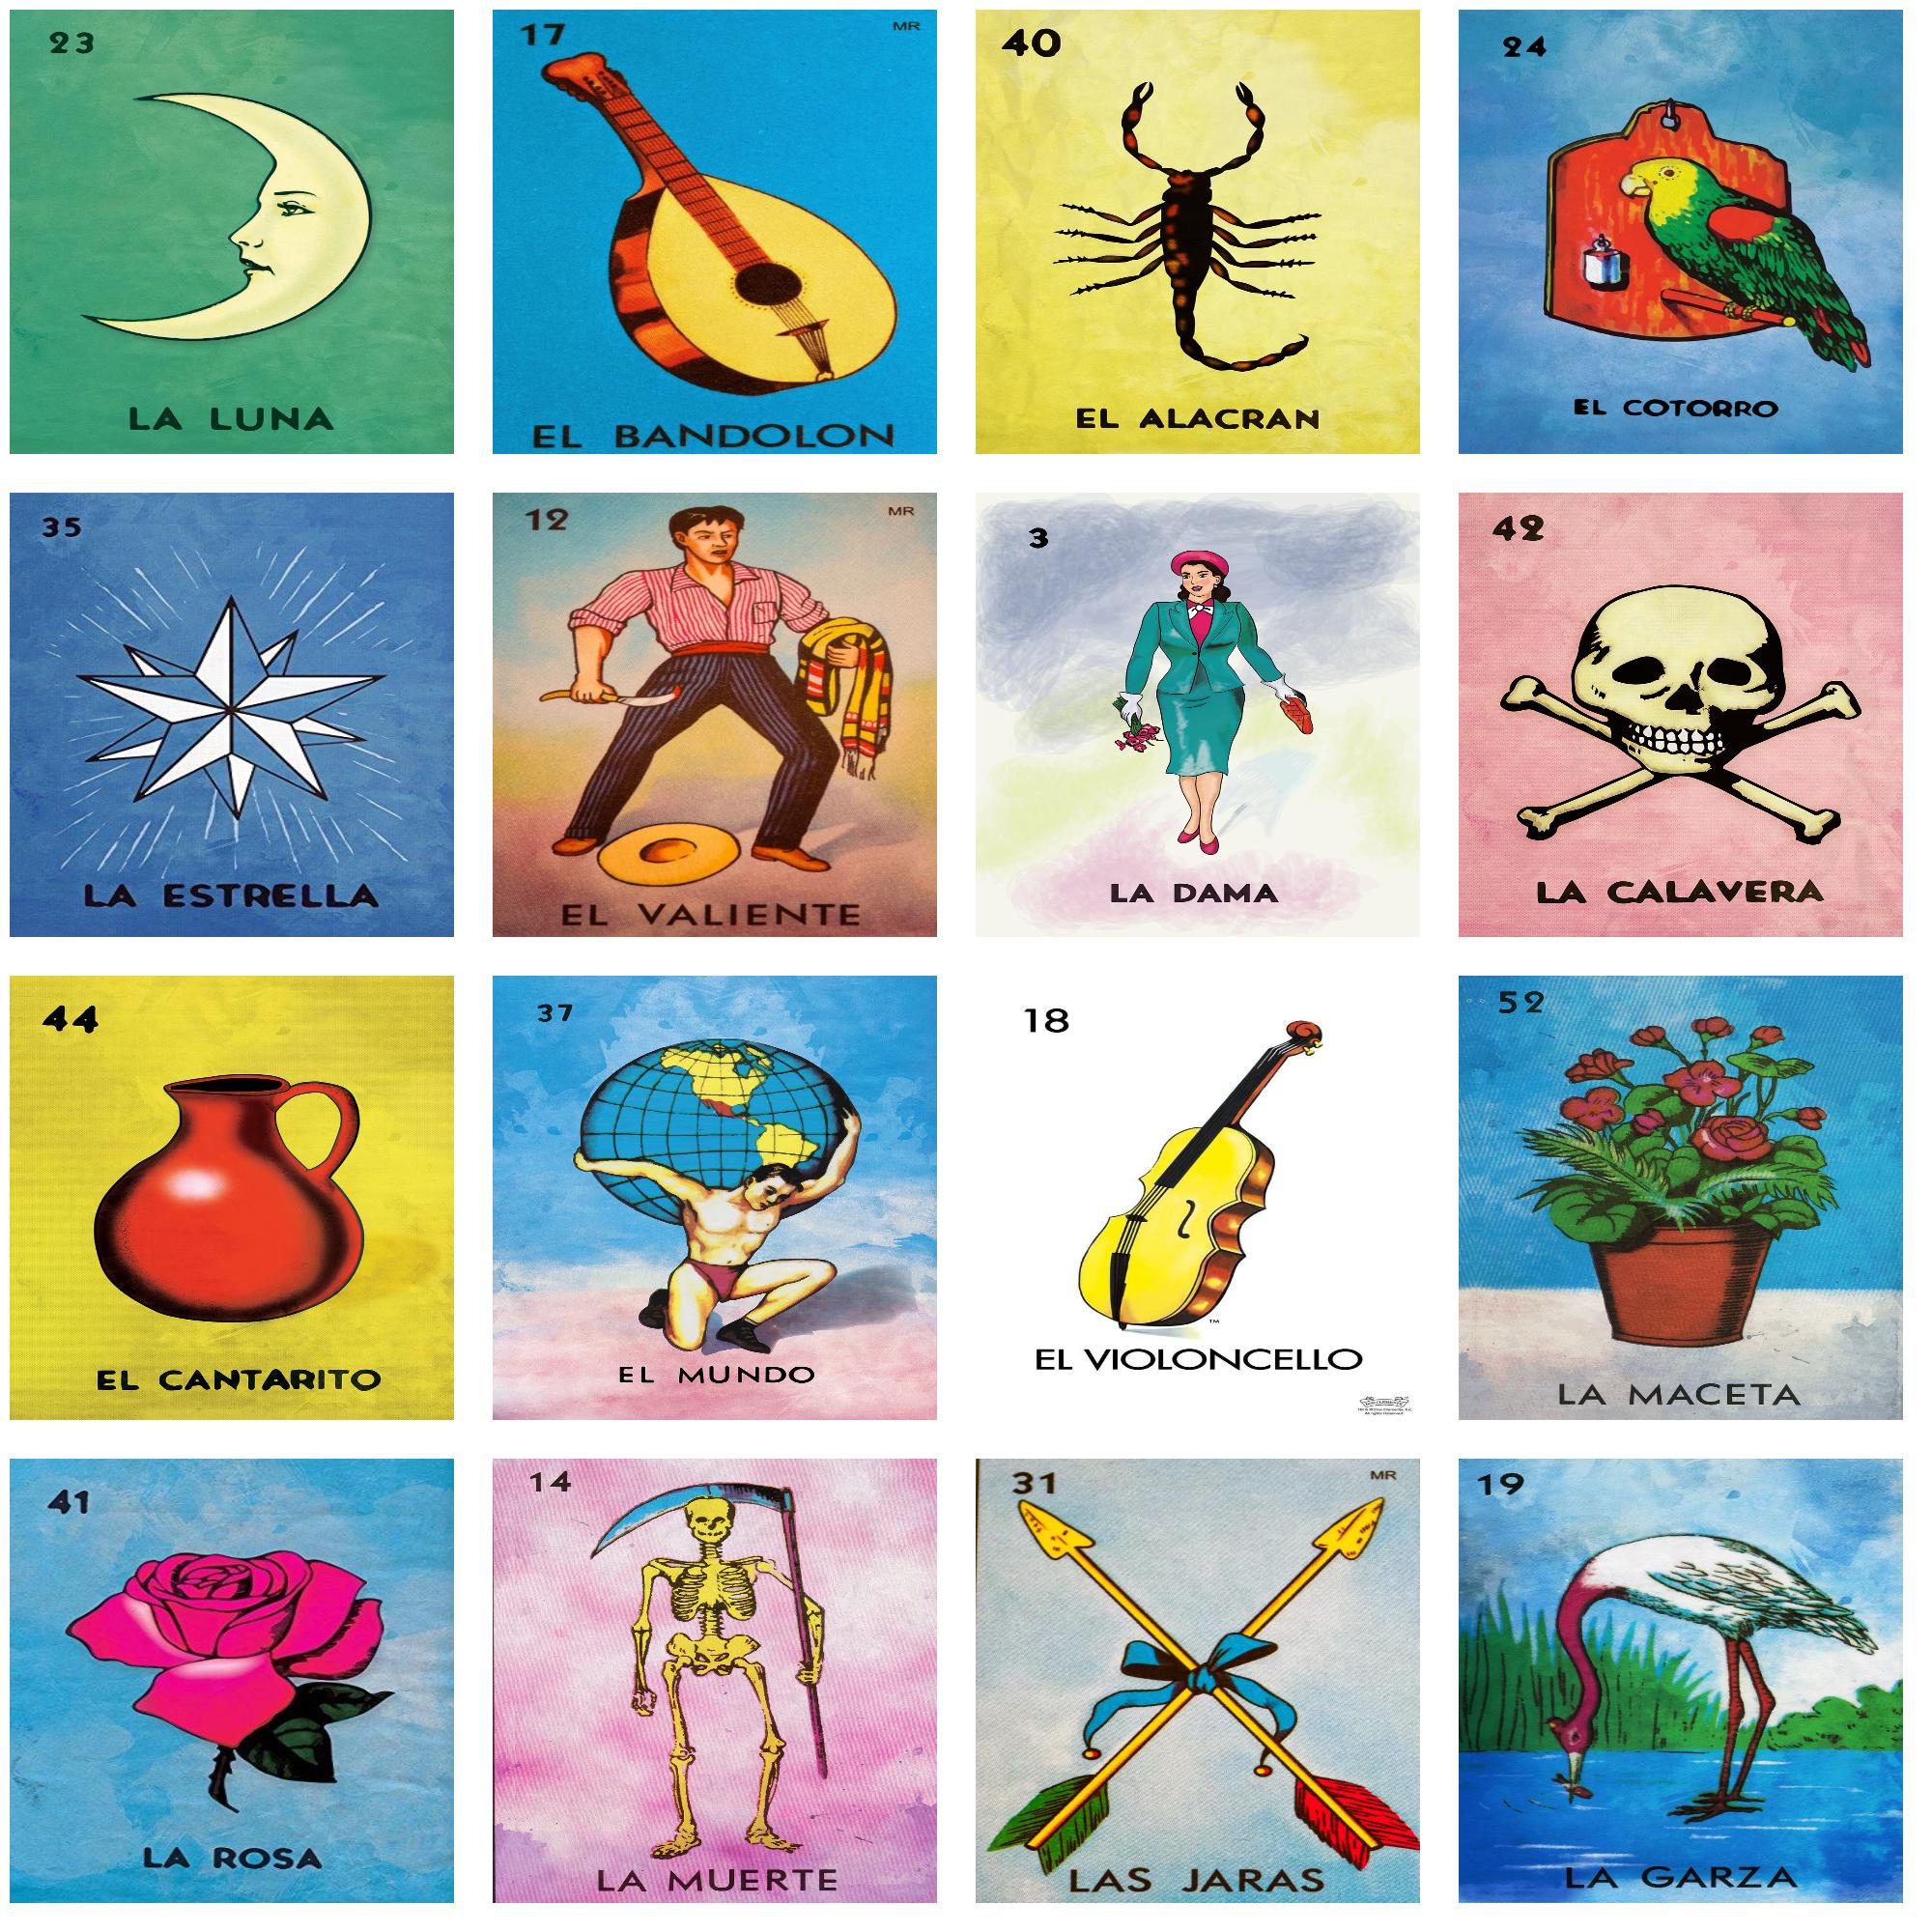 23
LA LUNA
17
MR
EL BANDOLON
40
EL ALACRAN
24
EL COTORRO
35
LA ESTRELLA
12
MR
EL VALIENTE
3
LA DAMA
42
LA CALAVERA
44
EL CANTARITO
37
EL MUNDO
18
TM
EL VIOLONCELLO
52
LA MACETA
41
LA ROSA
14
LA MUERTE
31
MR
LAS JARAS
19
LA GARZA